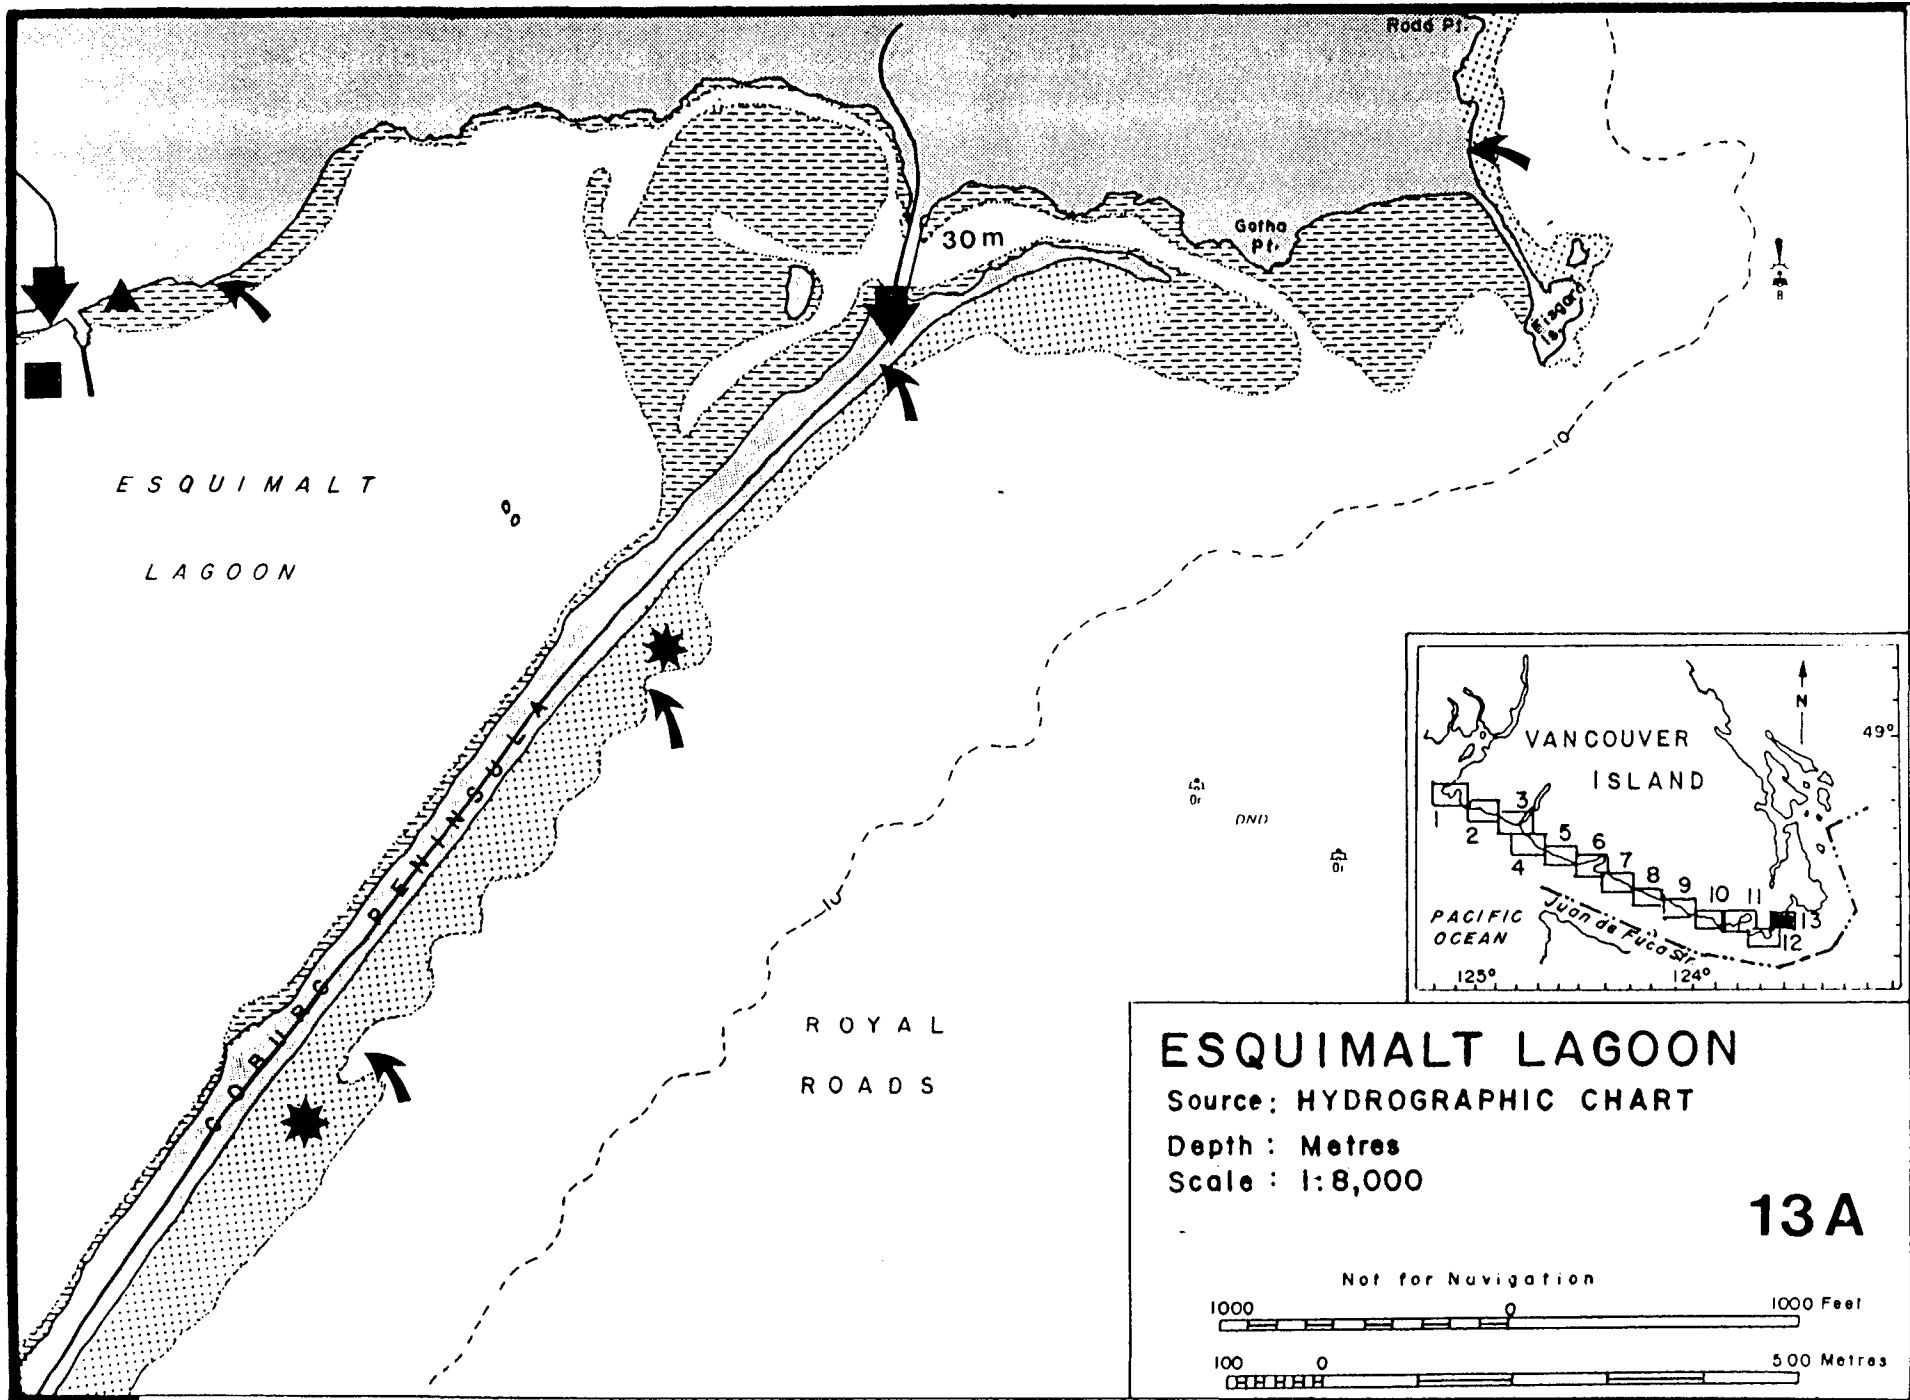 Rodd Pt.
Gotha
Pt.
30m
Fisgard
Is.
B
10
ESQUIMALT
LAGOON
COBURG PENINSULA
10
Or
DND
Or
ROYAL
ROADS
N
49°
VANCOUVER
ISLAND
1
2
3
4
5
6
7
8
9
10
11
12
13
PACIFIC
OCEAN
Juan de Fuca Str.
125°
124°
ESQUIMALT LAGOON
Source: HYDROGRAPHIC CHART
Depth: Metres
Scale: 1:8,000
13A
Not for Navigation
1000 0 1000 Feet
100 0 500 Metres